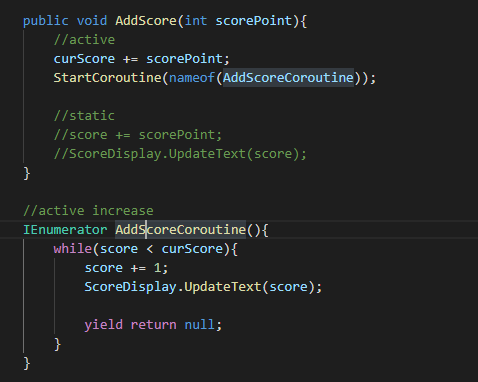 public void AddScore(int scorePoint){
//active
curScore += scorePoint;
StartCoroutine(nameof(AddScoreCoroutine));
//static
//score += scorePoint;
//ScoreDisplay.UpdateText(score);
}
//active increase
IEnumerator AddScoreCoroutine(){
while(score < curScore){
score += 1;
ScoreDisplay.UpdateText(score);
yield return null;
}
}